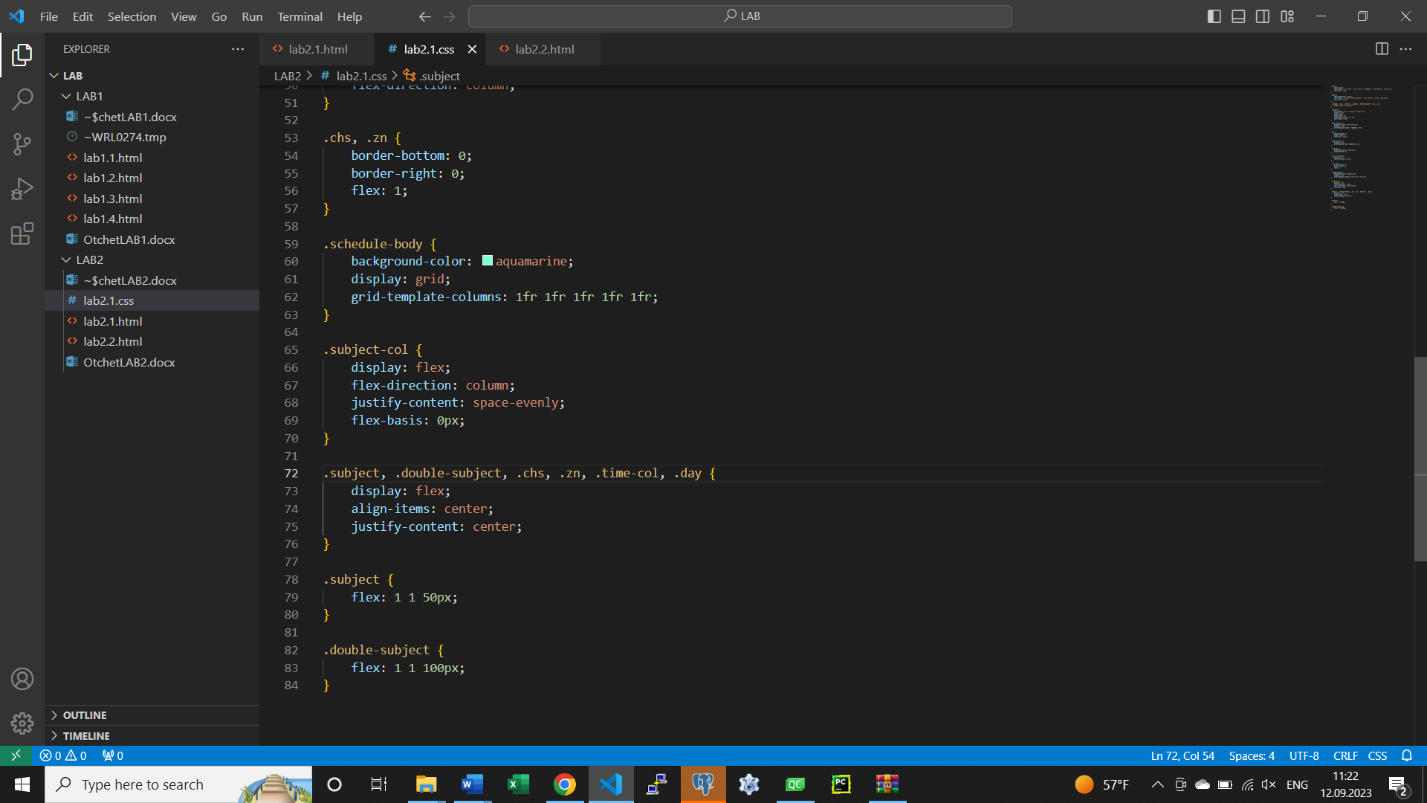 File Edit Selection View Go Run Terminal Help
LAB
EXPLORER
lab2.1.html
# lab2.1.css
lab2.2.html
LAB2 > # lab2.1.css > .subject
LAB
LAB1
~$chetLAB1.docx
~WRL0274.tmp
lab1.1.html
lab1.2.html
lab1.3.html
lab1.4.html
OtchetLAB1.docx
LAB2
~$chetLAB2.docx
# lab2.1.css
lab2.1.html
lab2.2.html
OtchetLAB2.docx
OUTLINE
TIMELINE
50 flex-direction: column;
51 }
52
53 .chs, .zn {
54 border-bottom: 0;
55 border-right: 0;
56 flex: 1;
57 }
58
59 .schedule-body {
60 background-color: aquamarine;
61 display: grid;
62 grid-template-columns: 1fr 1fr 1fr 1fr 1fr;
63 }
64
65 .subject-col {
66 display: flex;
67 flex-direction: column;
68 justify-content: space-evenly;
69 flex-basis: 0px;
70 }
71
72 .subject, .double-subject, .chs, .zn, .time-col, .day {
73 display: flex;
74 align-items: center;
75 justify-content: center;
76 }
77
78 .subject {
79 flex: 1 1 50px;
80 }
81
82 .double-subject {
83 flex: 1 1 100px;
84 }
0 0 0
Ln 72, Col 54 Spaces: 4 UTF-8 CRLF CSS
Type here to search
57°F
ENG
11:22
12.09.2023
2